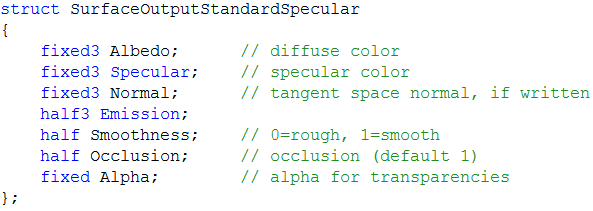 struct SurfaceOutputStandardSpecular
{
    fixed3 Albedo;      // diffuse color
    fixed3 Specular;    // specular color
    fixed3 Normal;      // tangent space normal, if written
    half3 Emission;
    half Smoothness;    // 0=rough, 1=smooth
    half Occlusion;     // occlusion (default 1)
    fixed Alpha;        // alpha for transparencies
};